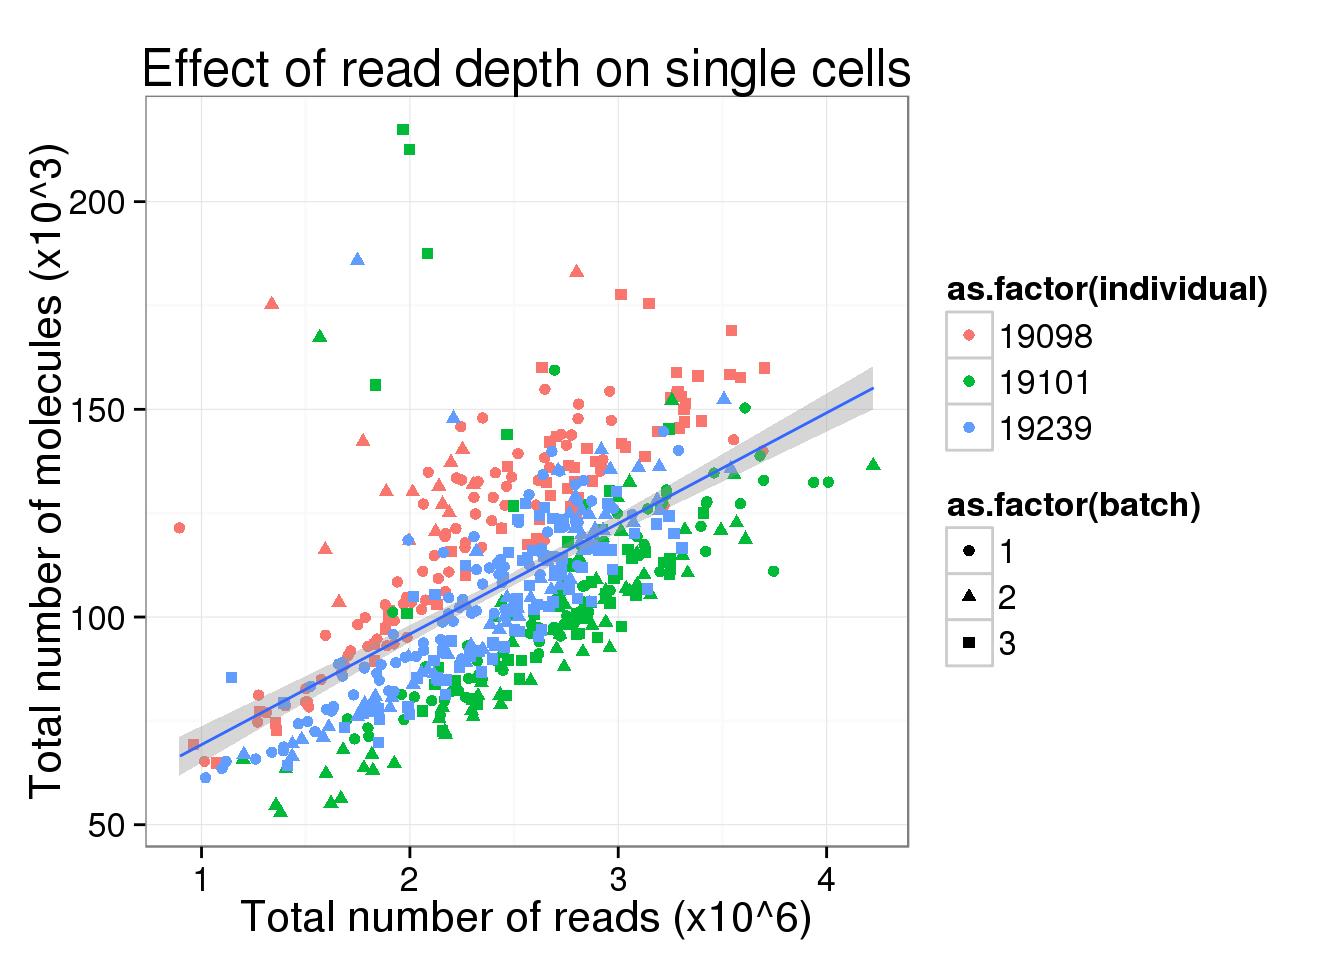 Effect of read depth on single cells
Total number of molecules (x10^3)
200
150
100
50
1 2 3 4
Total number of reads (x10^6)
as.factor(individual)
19098
19101
19239
as.factor(batch)
1
2
3